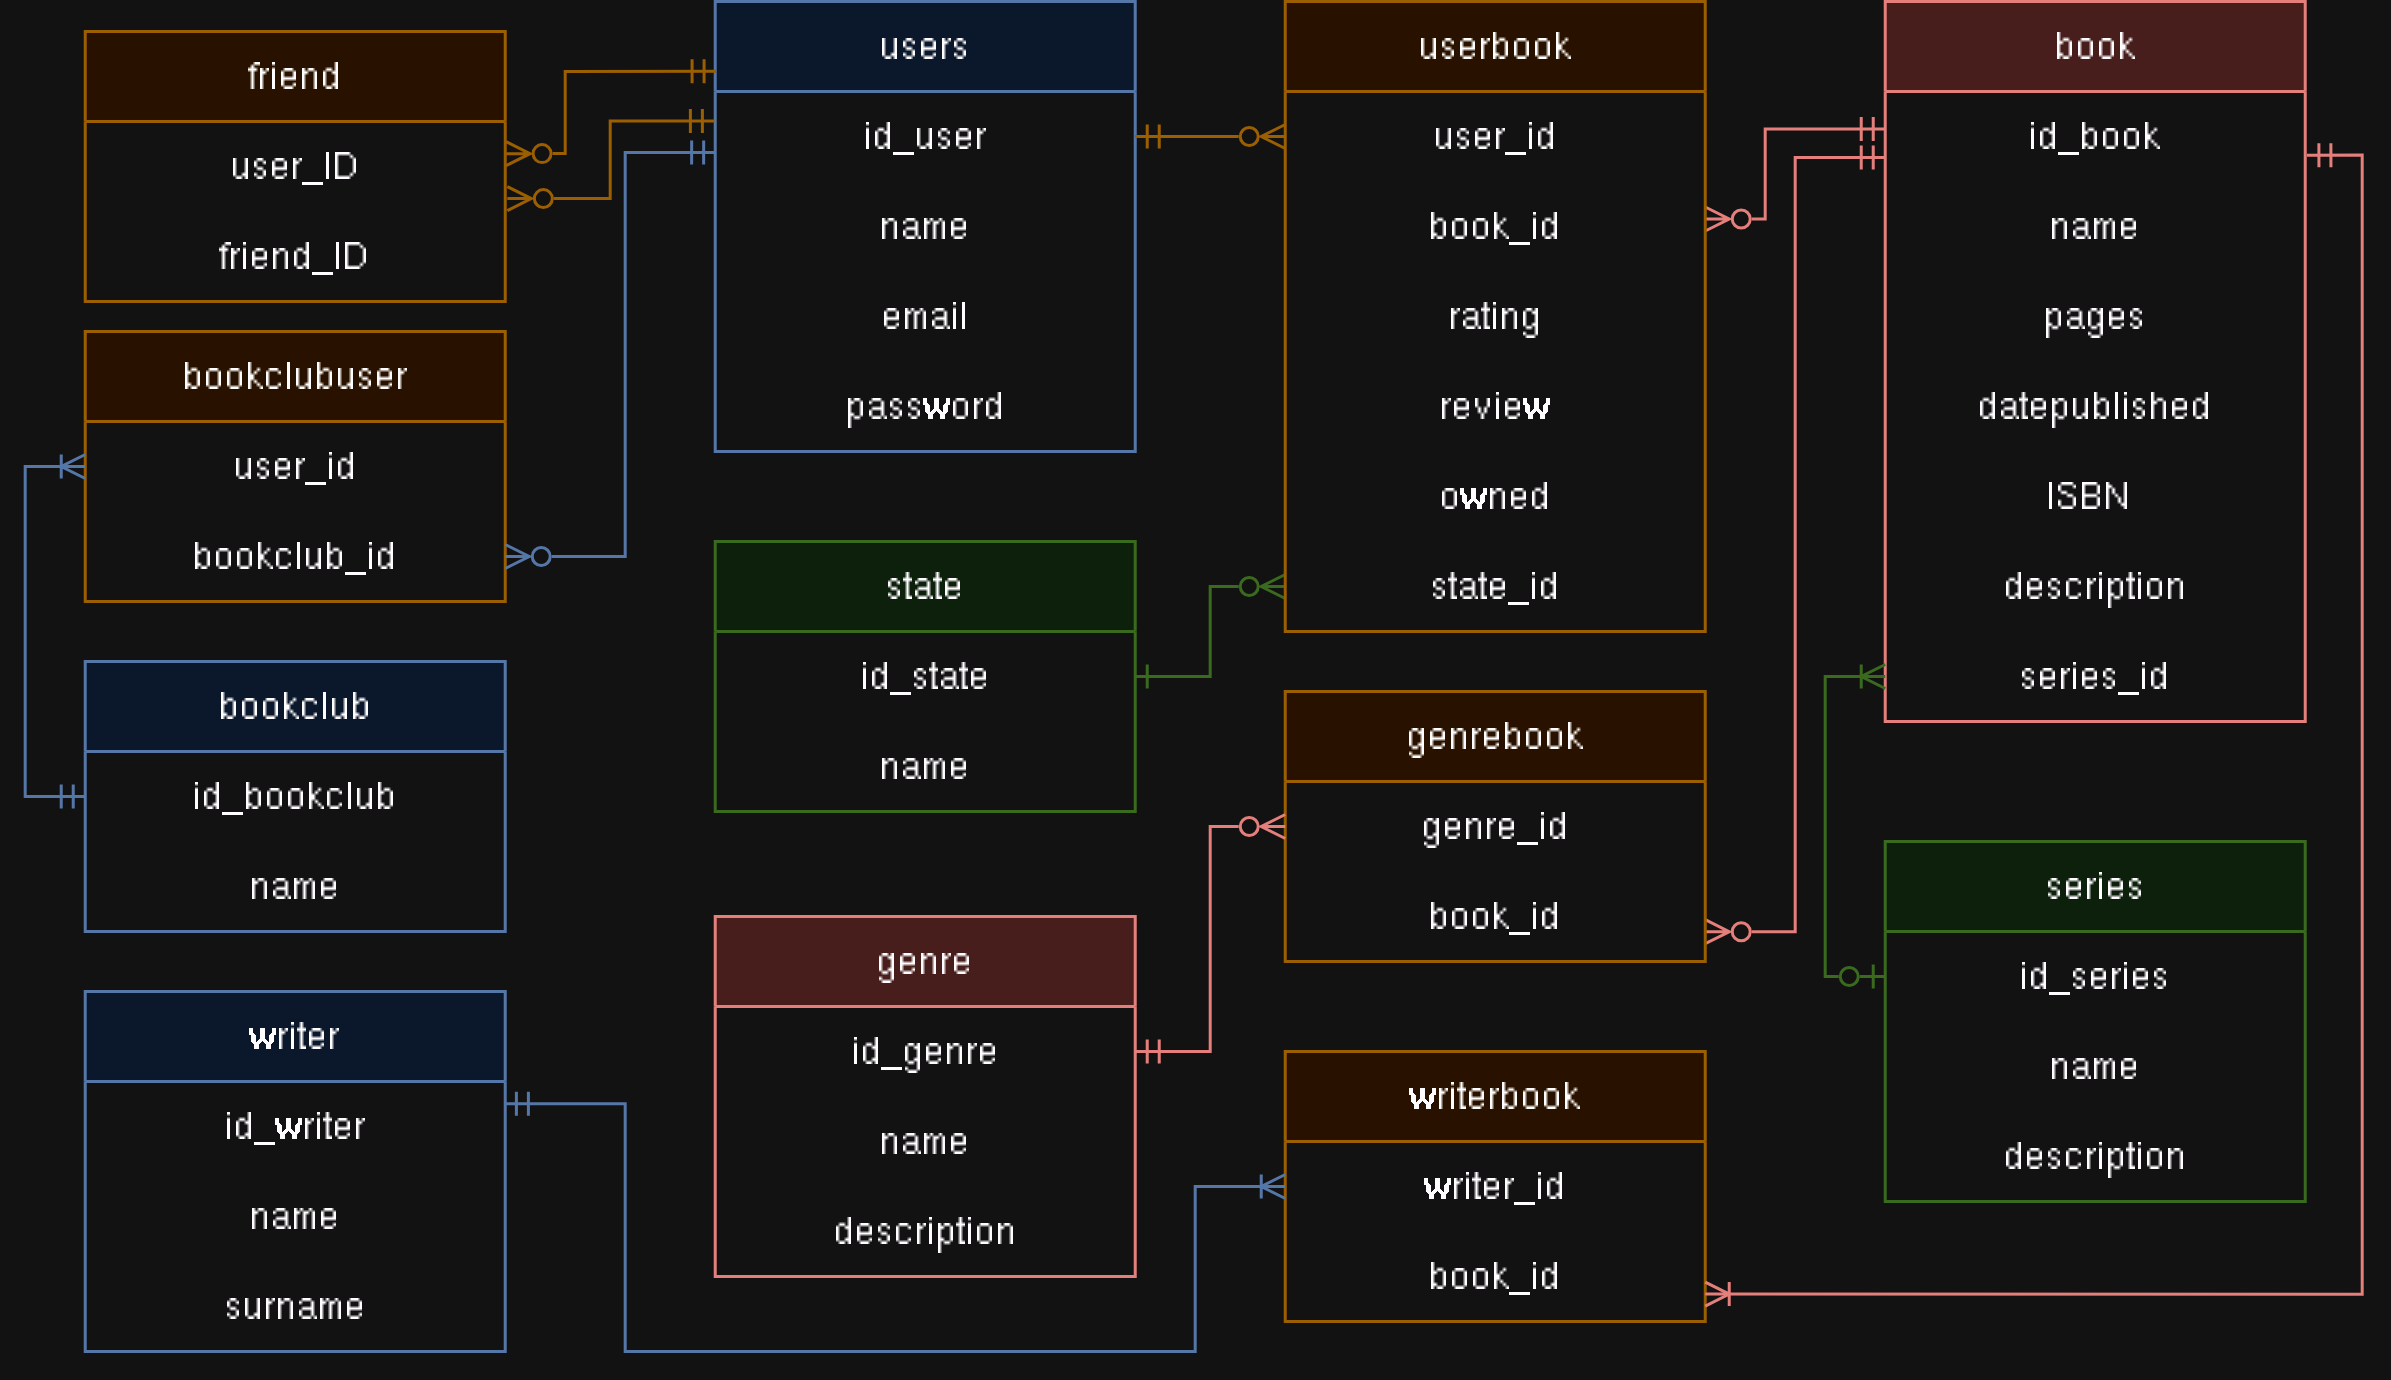 friend
user_ID
friend_ID
bookclubuser
user_id
bookclub_id
bookclub
id_bookclub
name
writer
id_writer
name
surname
users
id_user
name
email
password
state
id_state
name
genre
id_genre
name
description
userbook
user_id
book_id
rating
review
owned
state_id
genrebook
genre_id
book_id
writerbook
writer_id
book_id
book
id_book
name
pages
datepublished
ISBN
description
series_id
series
id_series
name
description